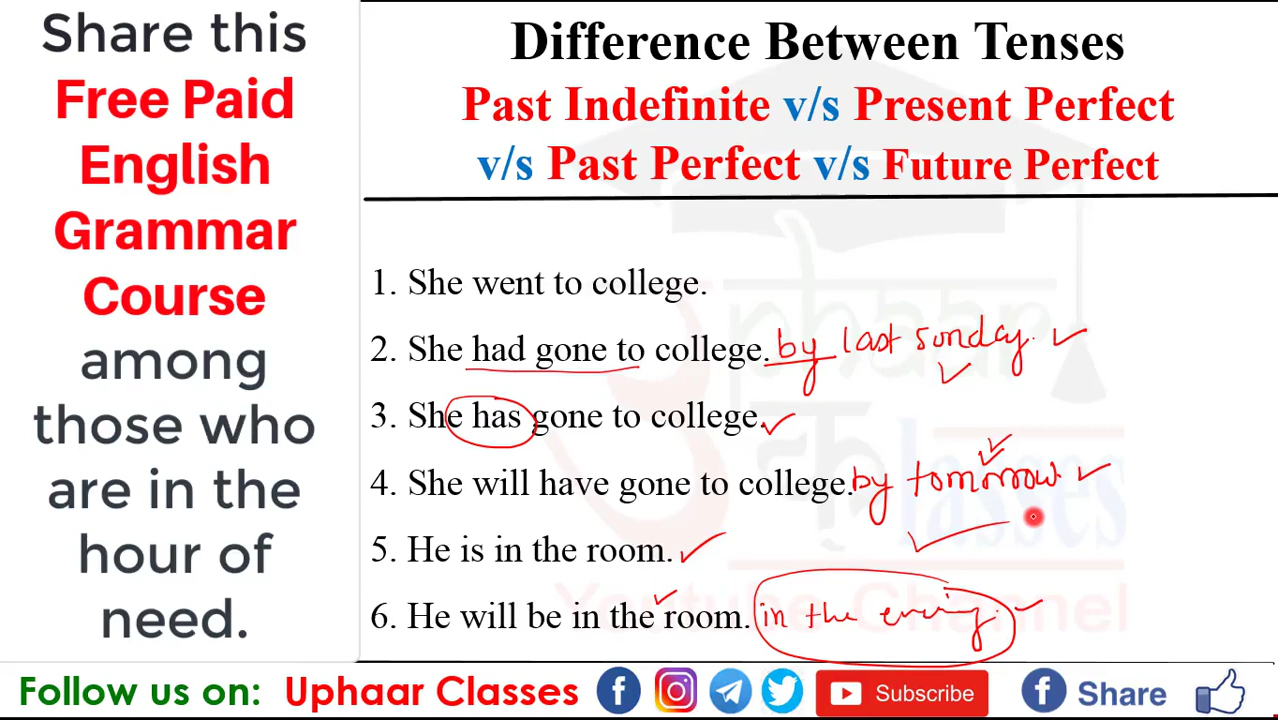 Share this
Free Paid
English
Grammar
Course
among
those who
are in the
hour of
need.
Difference Between Tenses
Past Indefinite v/s Present Perfect
v/s Past Perfect v/s Future Perfect
1. She went to college.
2. She had gone to college. by last sunday.
3. She has gone to college.
4. She will have gone to college. by tomorrow.
5. He is in the room.
6. He will be in the room. in the evening.
Uphaar
classes
Youtube Channel
Follow us on: Uphaar Classes
Subscribe
Share